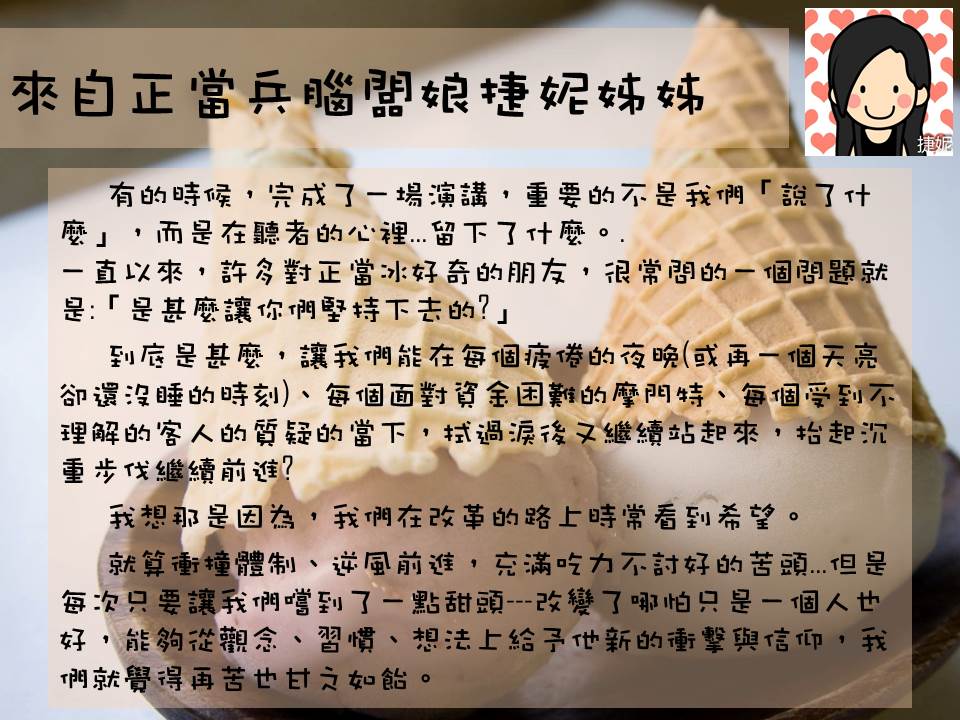 來自正當兵腦闆娘捷妮姊姊
捷妮
有的時候，完成了一場演講，重要的不是我們「說了什
麼」，而是在聽者的心裡...留下了什麼。.
一直以來，許多對正當冰好奇的朋友，很常問的一個問題就
是:「是甚麼讓你們堅持下去的?」
到底是甚麼，讓我們能在每個疲倦的夜晚(或再一個天亮
卻還沒睡的時刻)、每個面對資金困難的摩門特、每個受到不
理解的客人的質疑的當下，拭過淚後又繼續站起來，抬起沉
重步伐繼續前進?
我想那是因為，我們在改革的路上時常看到希望。
就算衝撞體制、逆風前進，充滿吃力不討好的苦頭...但是
每次只要讓我們嚐到了一點甜頭---改變了哪怕只是一個人也
好，能夠從觀念、習慣、想法上給予他新的衝擊與信仰，我
們就覺得再苦也甘之如飴。